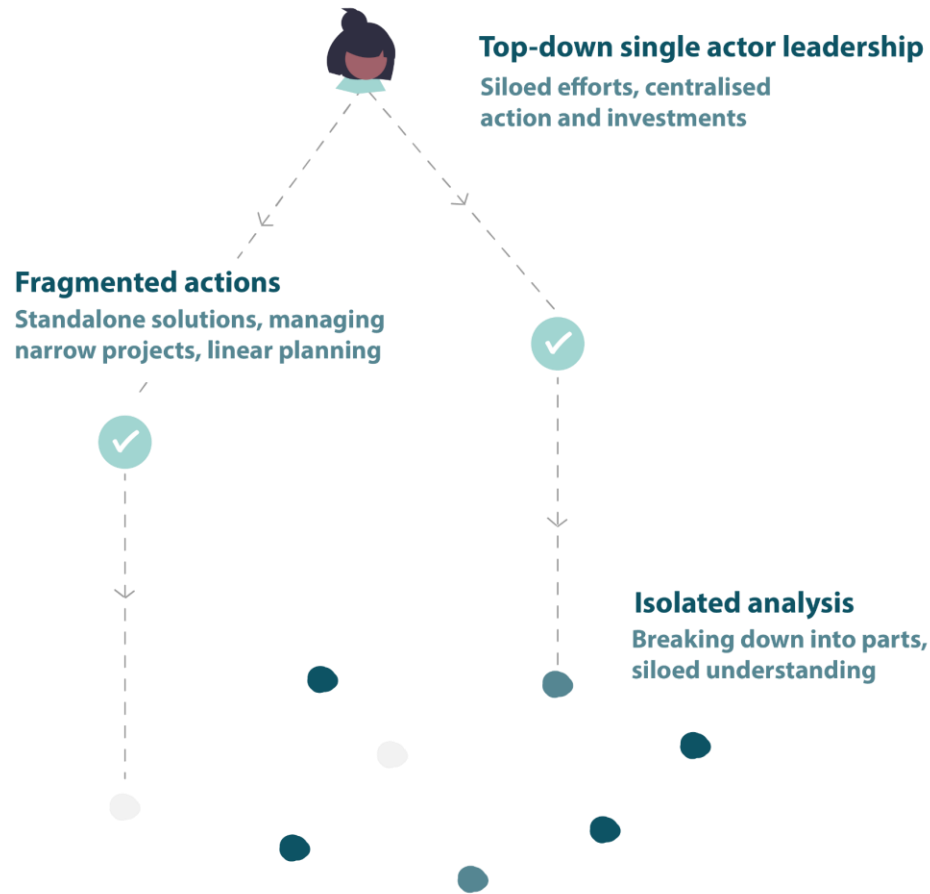 Top-down single actor leadership
Siloed efforts, centralised
action and investments
Fragmented actions
Standalone solutions, managing
narrow projects, linear planning
Isolated analysis
Breaking down into parts,
siloed understanding